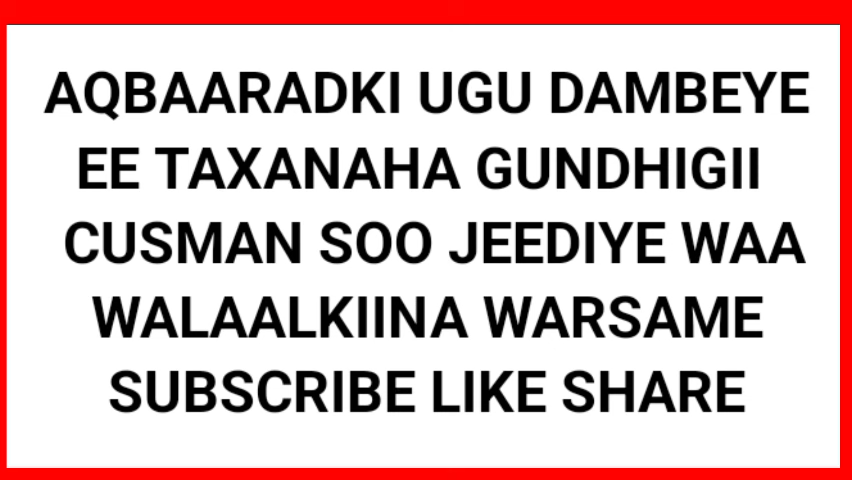 AQBAARADKI UGU DAMBEYE
EE TAXANAHA GUNDHIGII
CUSMAN SOO JEEDIYE WAA
WALAALKIINA WARSAME
SUBSCRIBE LIKE SHARE